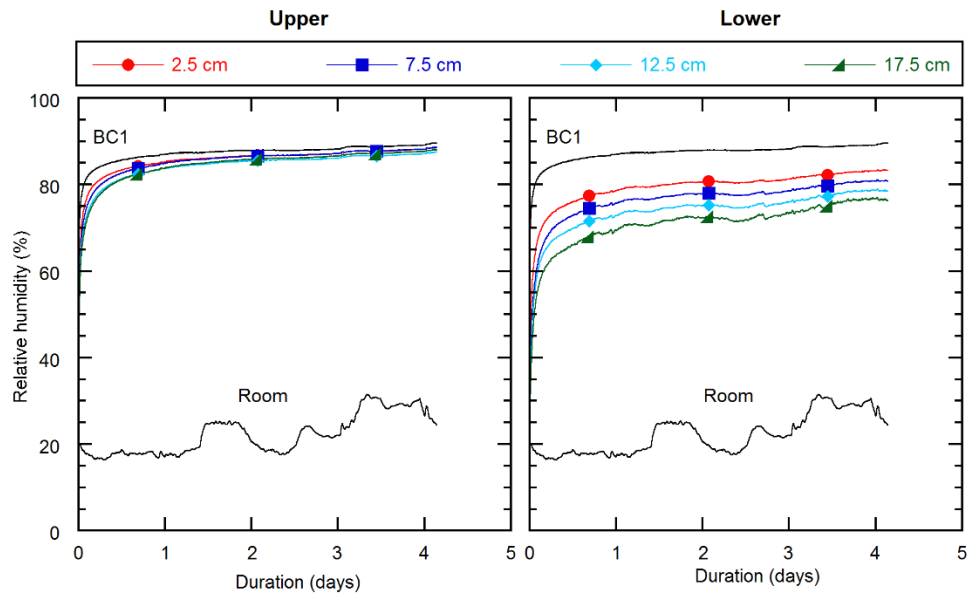 Upper Lower
2.5 cm 7.5 cm 12.5 cm 17.5 cm
Relative humidity (%)
100
80
60
40
20
0
BC1
Room
0 1 2 3 4 5
Duration (days)
BC1
Room
0 1 2 3 4 5
Duration (days)